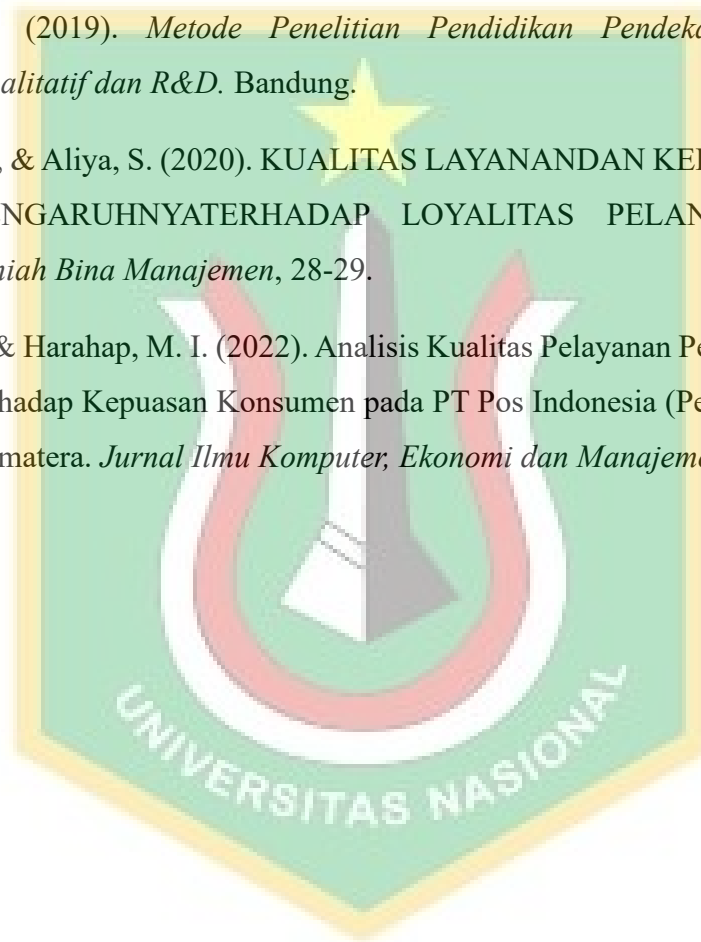 (2019). Metode Penelitian Pendidikan Pendeka
alitatif dan R&D. Bandung.
, & Aliya, S. (2020). KUALITAS LAYANANDAN KE
NGARUHNYATERHADAP LOYALITAS PELAN
niah Bina Manajemen, 28-29.
& Harahap, M. I. (2022). Analisis Kualitas Pelayanan Pe
hadap Kepuasan Konsumen pada PT Pos Indonesia (Pe
matera. Jurnal Ilmu Komputer, Ekonomi dan Manajeme
UNIVERSITAS NASIONAL